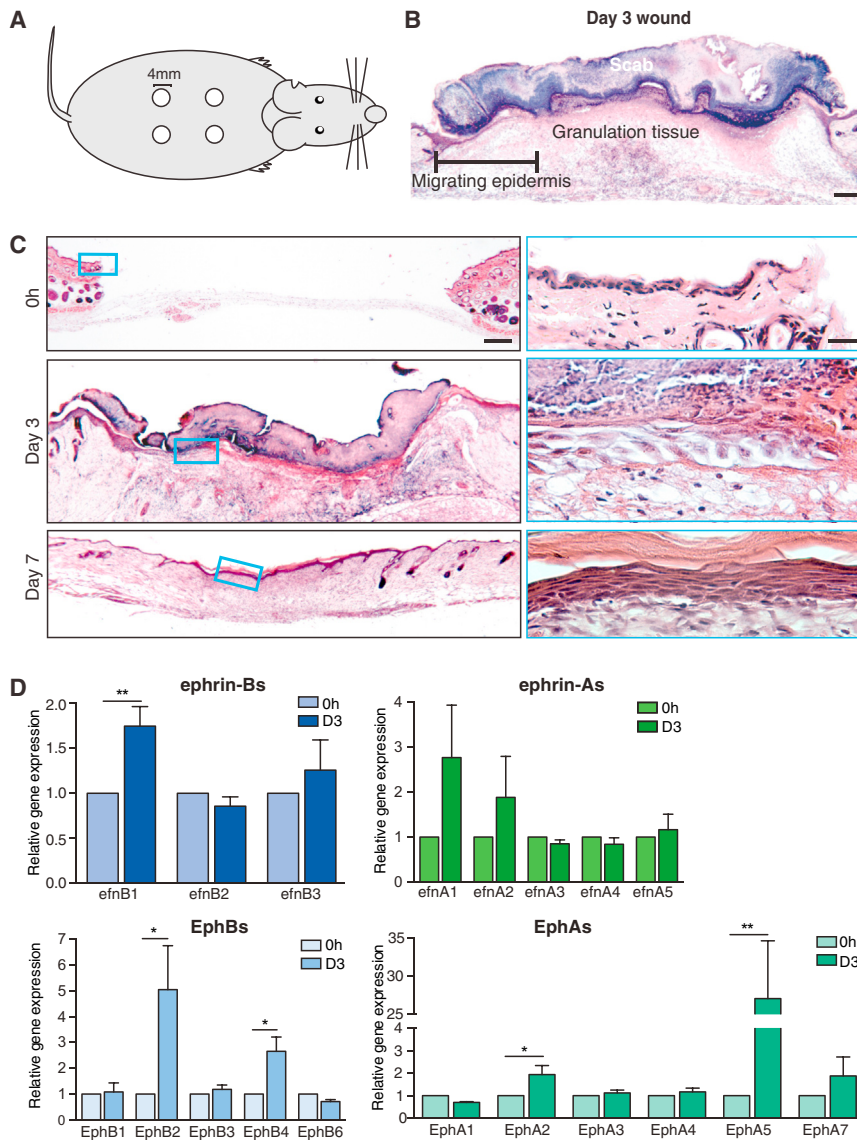 A
4mm
B
Day 3 wound
Scab
Granulation tissue
Migrating epidermis
C
0h
Day 3
Day 7
D
ephrin-Bs
Relative gene expression
2.0
1.5
1.0
0.5
0.0
**
0h
D3
efnB1 efnB2 efnB3
ephrin-As
Relative gene expression
4
3
2
1
0
0h
D3
efnA1 efnA2 efnA3 efnA4 efnA5
EphBs
Relative gene expression
7
6
5
4
3
2
1
0
*
*
0h
D3
EphB1 EphB2 EphB3 EphB4 EphB6
EphAs
Relative gene expression
35
30
25
4
3
2
1
0
*
**
0h
D3
EphA1 EphA2 EphA3 EphA4 EphA5 EphA7